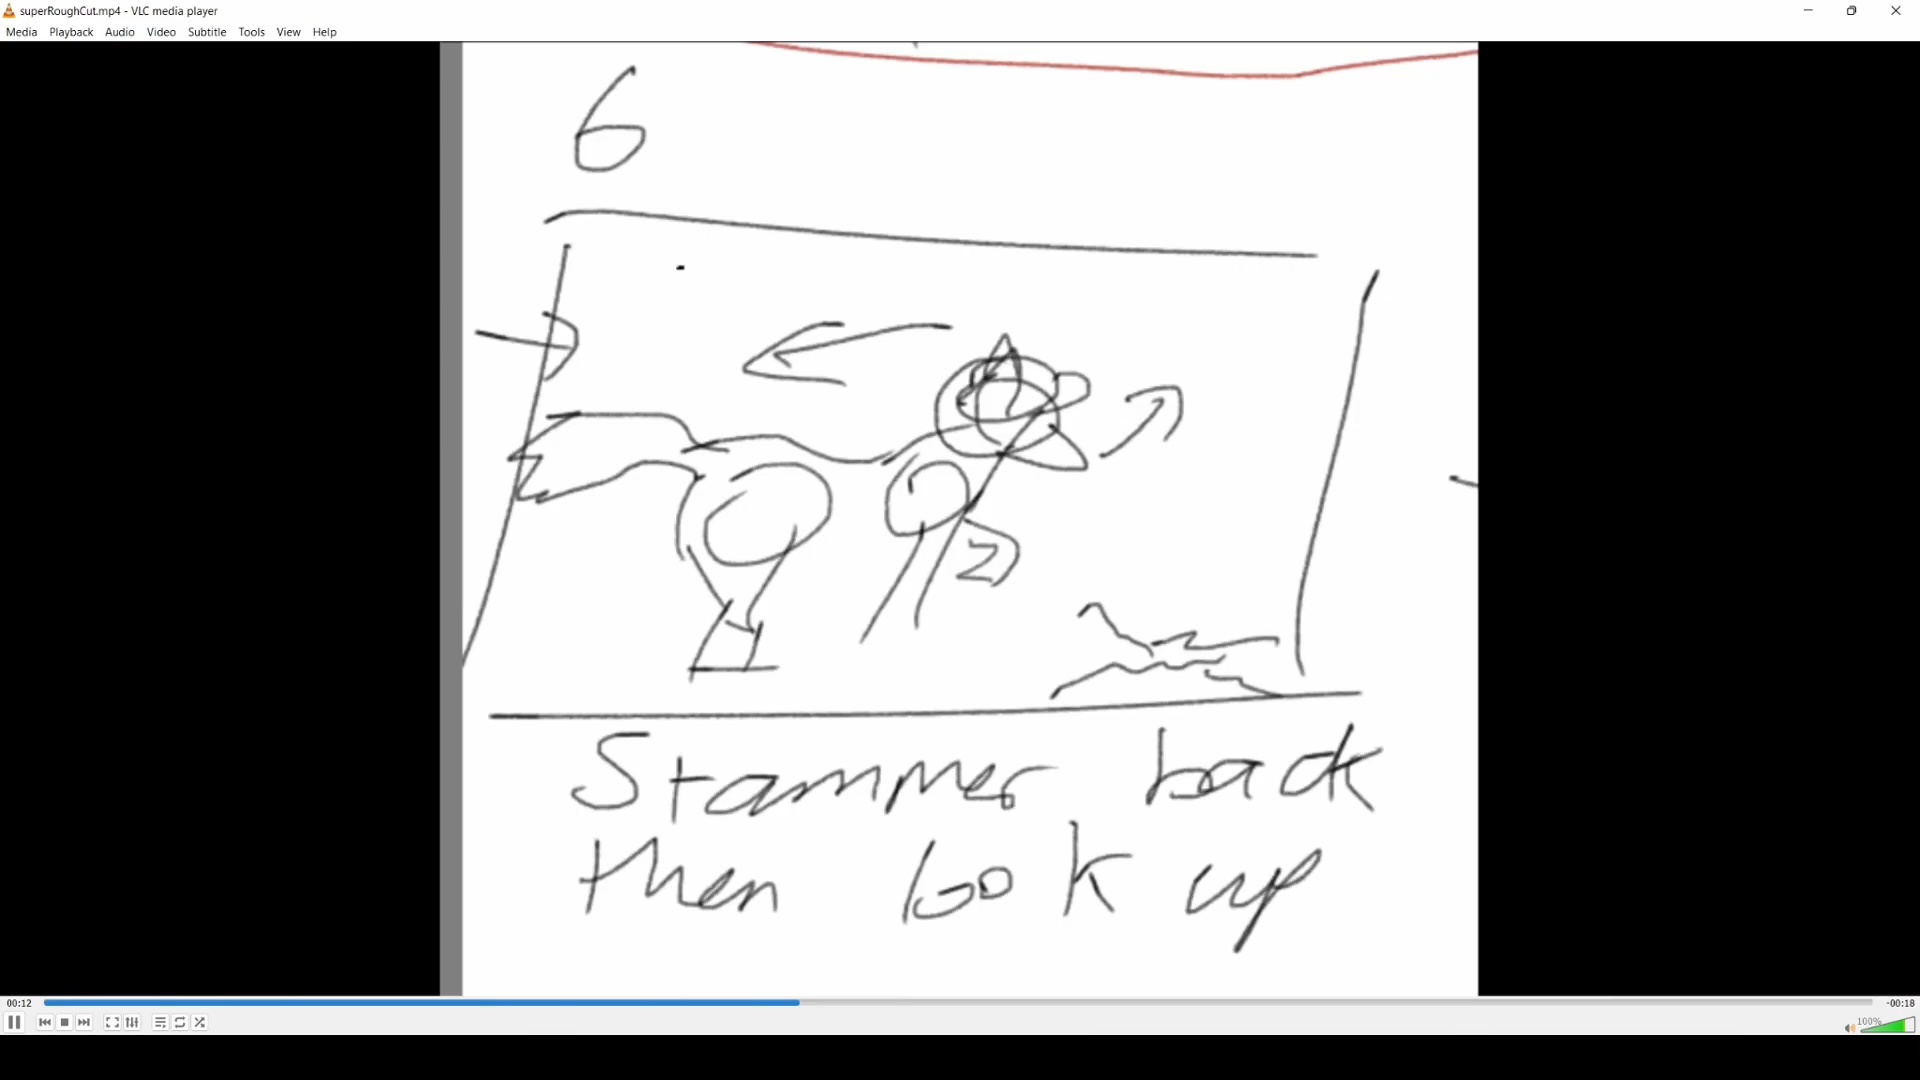 superRoughCut.mp4 - VLC media player
Media Playback Audio Video Subtitle Tools View Help
6
Stammer back
then look up
00:12
-00:18
100%